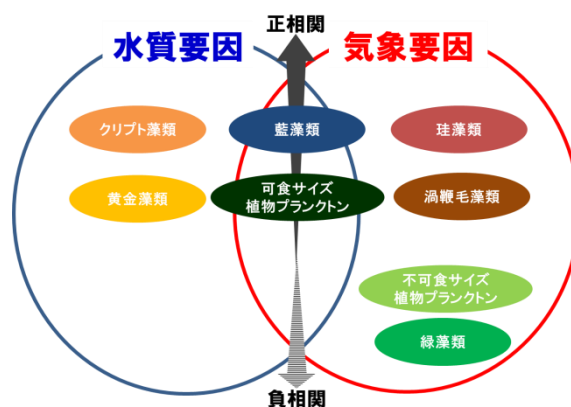 正相関
水質要因
気象要因
クリプト藻類
藍藻類
珪藻類
黄金藻類
可食サイズ
植物プランクトン
渦鞭毛藻類
不可食サイズ
植物プランクトン
緑藻類
負相関